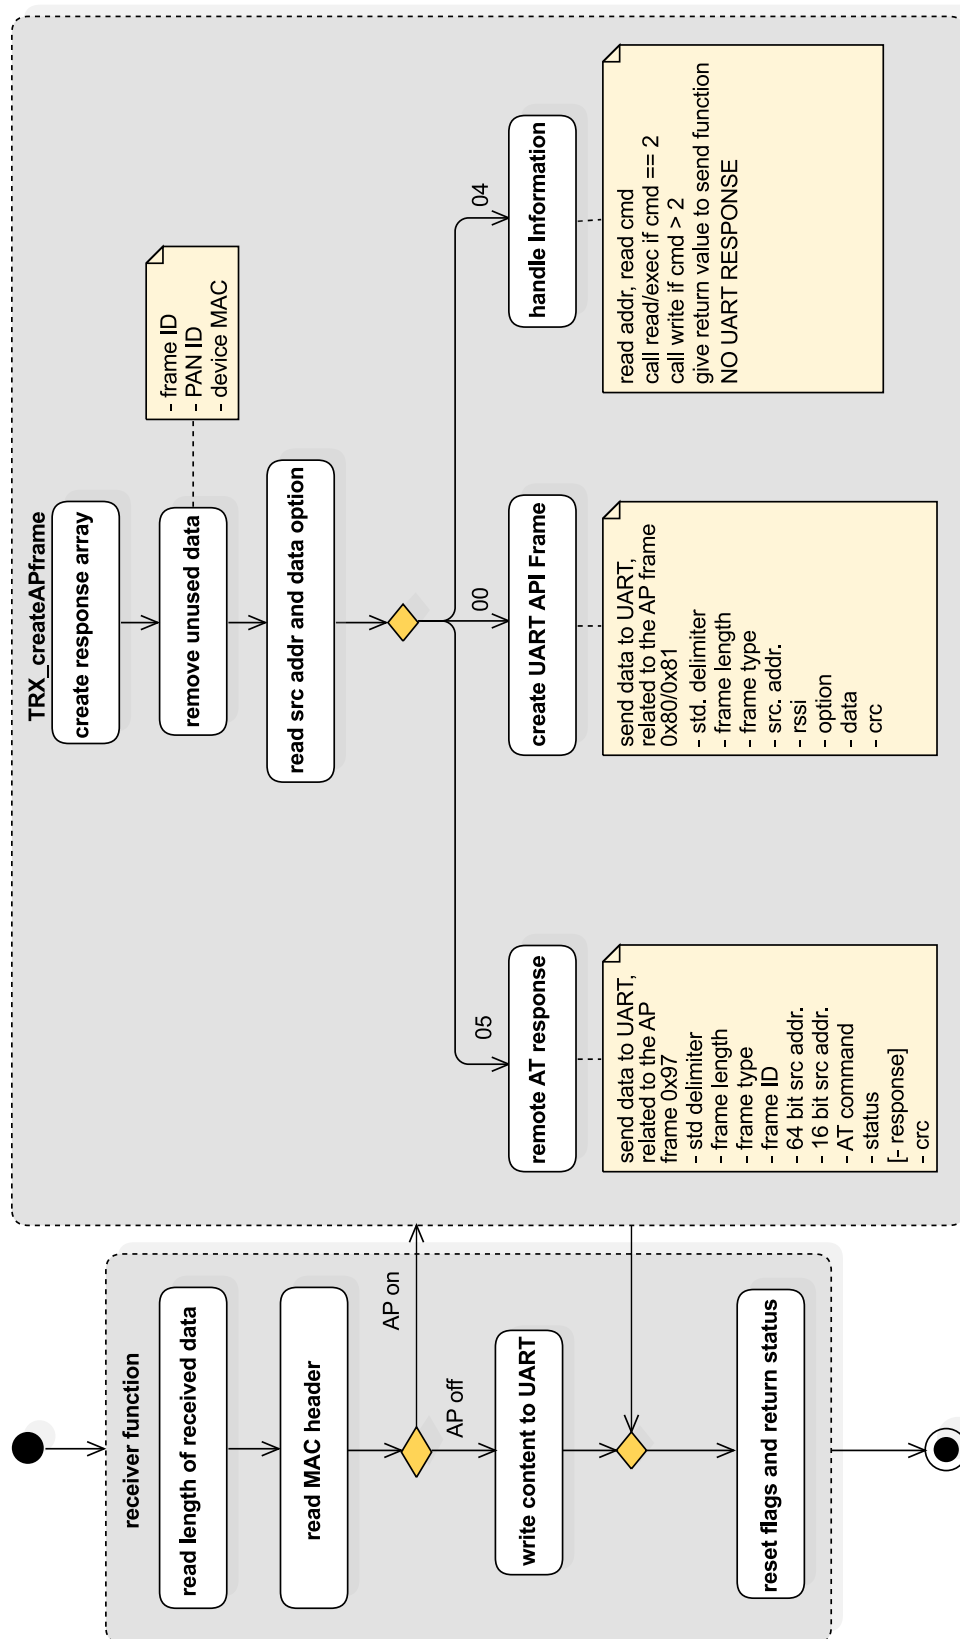 receiver function
read length of received data
read MAC header
AP on
AP off
write content to UART
reset flags and return status
TRX_createAPframe
create response array
remove unused data
- frame ID
- PAN ID
- device MAC
read src addr and data option
05
00
04
remote AT response
send data to UART,
related to the AP
frame 0x97
- std delimiter
- frame length
- frame type
- frame ID
- 64 bit src addr.
- 16 bit src addr.
- AT command
- status
[- response]
- crc
create UART API Frame
send data to UART,
related to the AP frame
0x80/0x81
- std. delimiter
- frame length
- frame type
- src. addr.
- rssi
- option
- data
- crc
handle Information
read addr, read cmd
call read/exec if cmd == 2
call write if cmd > 2
give return value to send function
NO UART RESPONSE